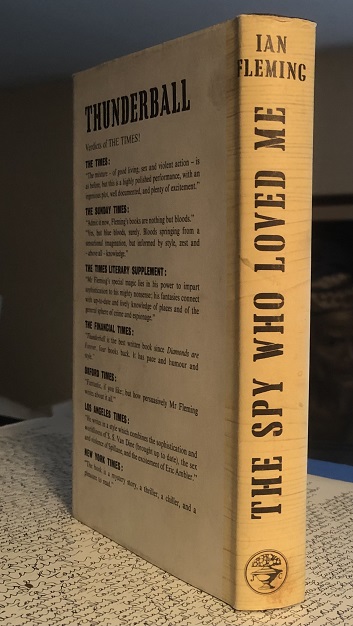 THUNDERBALL
Verdicts of THE TIMES!
THE TIMES:
"The mixture – of good living, sex and violent action – is
as before, but this is a highly polished performance, with an
ingenious plot, well documented, and plenty of excitement."
THE SUNDAY TIMES:
"Admit it now. Fleming's books are nothing but bloods."
"Yes, but blue bloods, surely. Bloods springing from a
sensational imagination, but informed by style, zest and
–above all–knowledge."
THE TIMES LITERARY SUPPLEMENT:
"Mr Fleming's special magic lies in his power to impart
sophistication to his mighty nonsense; his fantasies connect
with up-to-date and lively knowledge of places and of the
general sphere of crime and espionage."
THE FINANCIAL TIMES:
"Thunderball is the best written book since Diamonds are
Forever, four books back. It has pace and humour and
style."
OXFORD TIMES:
"Fantastic, if you like: but how persuasively Mr Fleming
writes about it all."
LOS ANGELES TIMES:
"He writes in a style which combines the sophistication and
worldliness of S. S. Van Dine (brought up to date), the sex
and violence of Spillane, and the excitement of Eric Ambler."
NEW YORK TIMES:
"The book is a mystery story, a thriller, a chiller, and a
pleasure to read."
IAN
FLEMING
THE SPY WHO LOVED ME